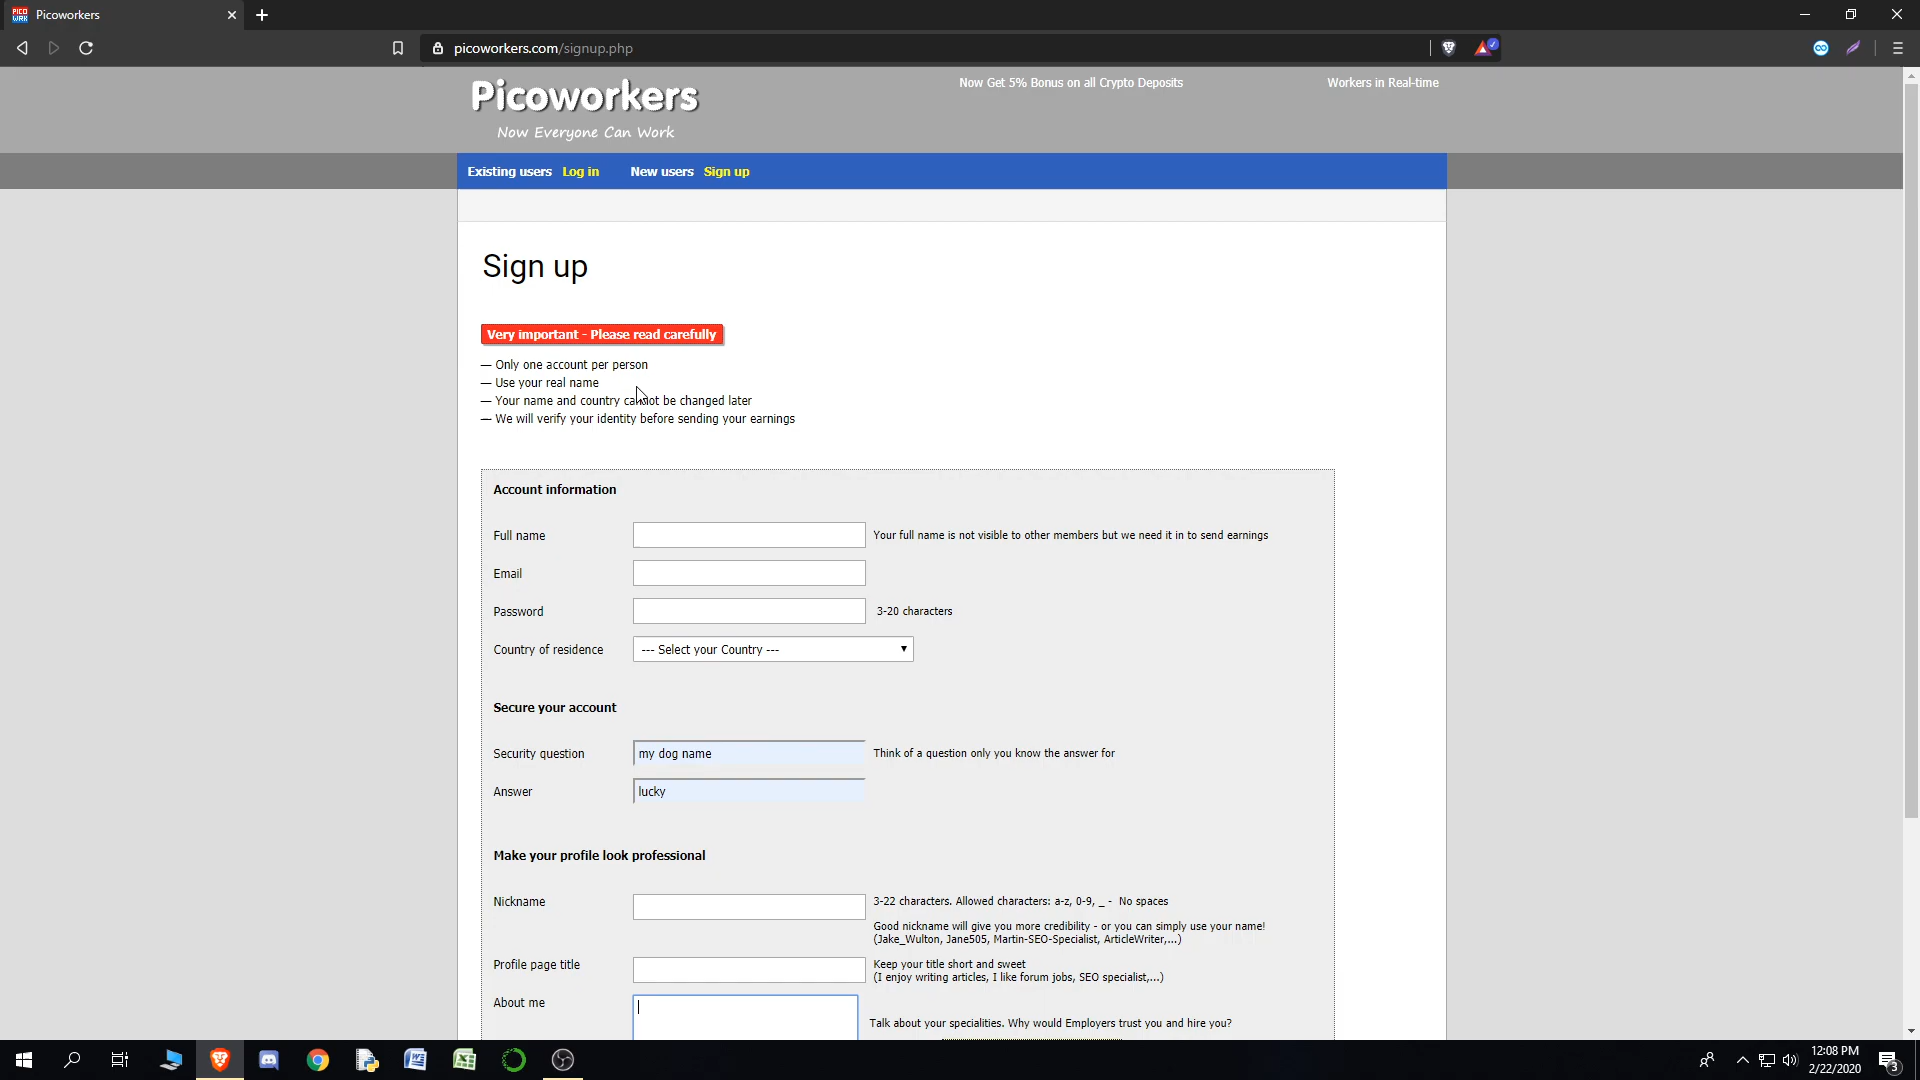 Picoworkers
picoworkers.com/signup.php
Picoworkers
Now Everyone Can Work
Now Get 5% Bonus on all Crypto Deposits
Workers in Real-time
Existing users Log in New users Sign up
Sign up
Very important - Please read carefully
— Only one account per person
— Use your real name
— Your name and country cannot be changed later
— We will verify your identity before sending your earnings
Account information
Full name
Your full name is not visible to other members but we need it in to send earnings
Email
Password
3-20 characters
Country of residence
--- Select your Country ---
Secure your account
Security question
my dog name
Think of a question only you know the answer for
Answer
lucky
Make your profile look professional
Nickname
3-22 characters. Allowed characters: a-z, 0-9, _ - No spaces
Good nickname will give you more credibility - or you can simply use your name!
(Jake_Wulton, Jane505, Martin-SEO-Specialist, ArticleWriter,...)
Profile page title
Keep your title short and sweet
(I enjoy writing articles, I like forum jobs, SEO specialist,...)
About me
Talk about your specialities. Why would Employers trust you and hire you?
12:08 PM
2/22/2020
3